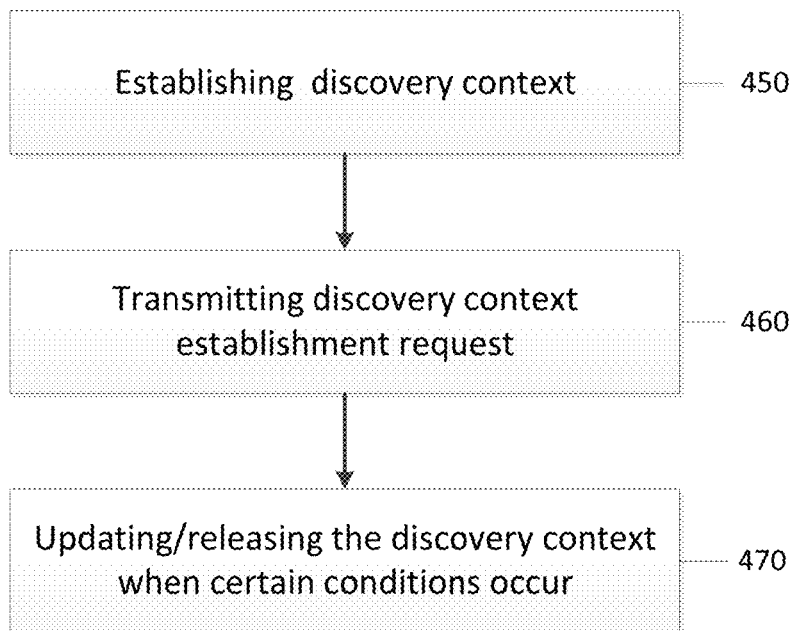 Establishing discovery context
450
Transmitting discovery context
establishment request
460
Updating/releasing the discovery context
when certain conditions occur
470